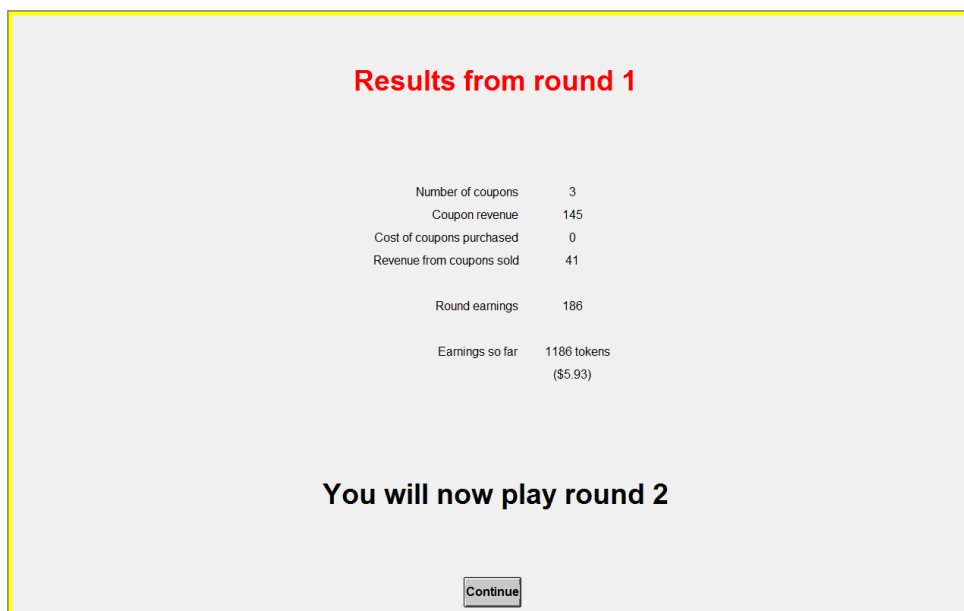 Results from round 1
Number of coupons 3
Coupon revenue 145
Cost of coupons purchased 0
Revenue from coupons sold 41
Round earnings 186
Earnings so far 1186 tokens
($5.93)
You will now play round 2
Continue